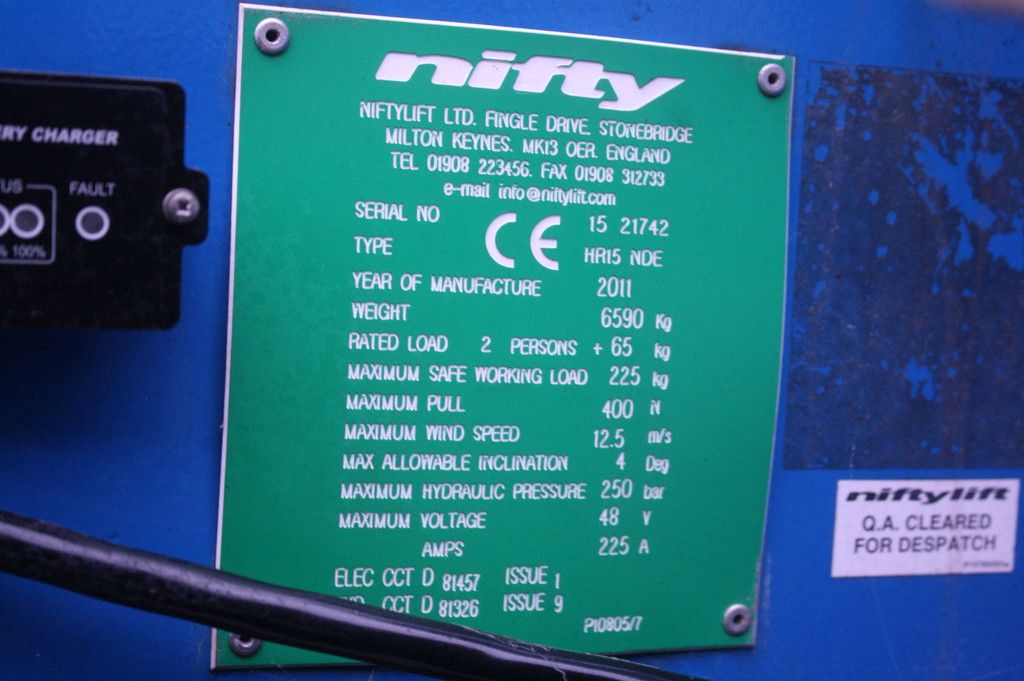 nifty
NIFTYLIFT LTD. FINGLE DRIVE, STONEBRIDGE
MILTON KEYNES. MK13 OER. ENGLAND
TEL 01908 223456. FAX 01908 312733
e-mail info@niftylift.com
SERIAL NO 15 21742
CE
TYPE HR15 NDE
YEAR OF MANUFACTURE 2011
WEIGHT 6590 Kg
RATED LOAD 2 PERSONS + 65 kg
MAXIMUM SAFE WORKING LOAD 225 kg
MAXIMUM PULL 400 N
MAXIMUM WIND SPEED 12.5 m/s
MAX ALLOWABLE INCLINATION 4 Deg
MAXIMUM HYDRAULIC PRESSURE 250 bar
MAXIMUM VOLTAGE 48 V
AMPS 225 A
ELEC CCT D 81457 ISSUE 1
CCT D 81326 ISSUE 9
P10805/7
CHARGER
FAULT
100%
niftylift
Q.A. CLEARED
FOR DESPATCH